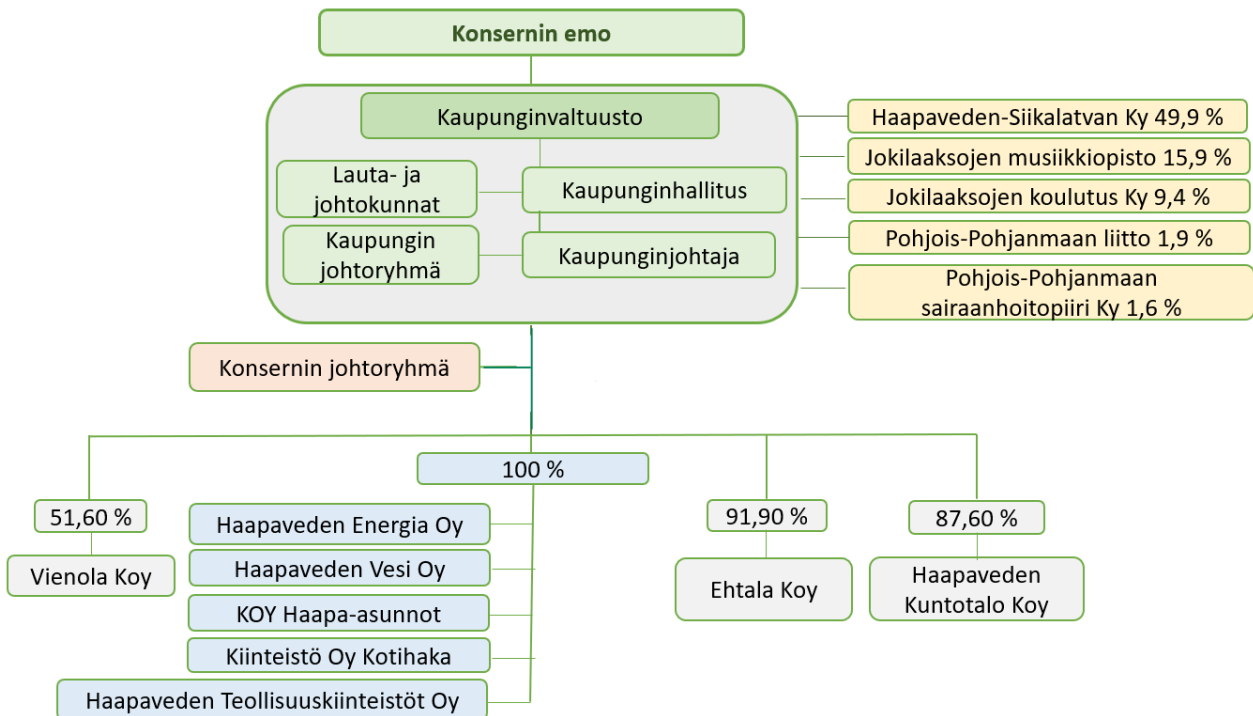 Konsernin emo
Kaupunginvaltuusto
Lauta- ja
johtokunnat
Kaupunginhallitus
Kaupungin
johtoryhmä
Kaupunginjohtaja
Haapaveden-Siikalatvan Ky 49,9 %
Jokilaaksojen musiikkiopisto 15,9 %
Jokilaaksojen koulutus Ky 9,4 %
Pohjois-Pohjanmaan liitto 1,9 %
Pohjois-Pohjanmaan
sairaanhoitopiiri Ky 1,6 %
Konsernin johtoryhmä
51,60 %
Vienola Koy
100 %
Haapaveden Energia Oy
Haapaveden Vesi Oy
KOY Haapa-asunnot
Kiinteistö Oy Kotihaka
Haapaveden Teollisuuskiinteistöt Oy
91,90 %
Ehtala Koy
87,60 %
Haapaveden
Kuntotalo Koy